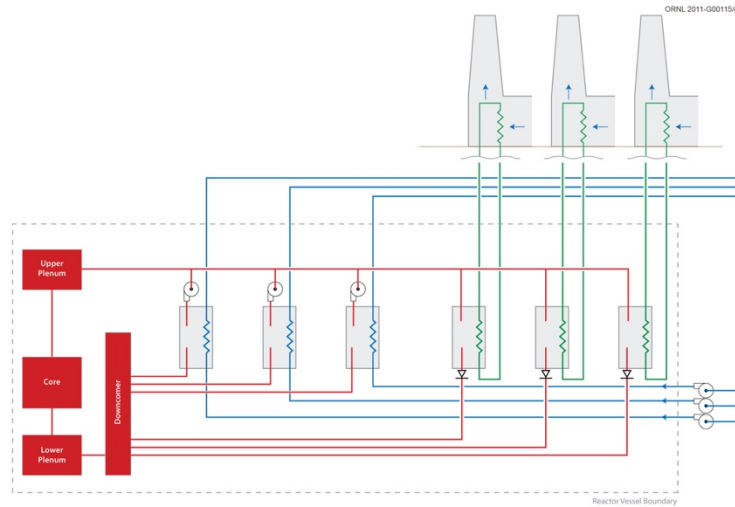 ORNL 2011-G00115/
Upper
Plenum
Core
Downcomer
Lower
Plenum
Reactor Vessel Boundary